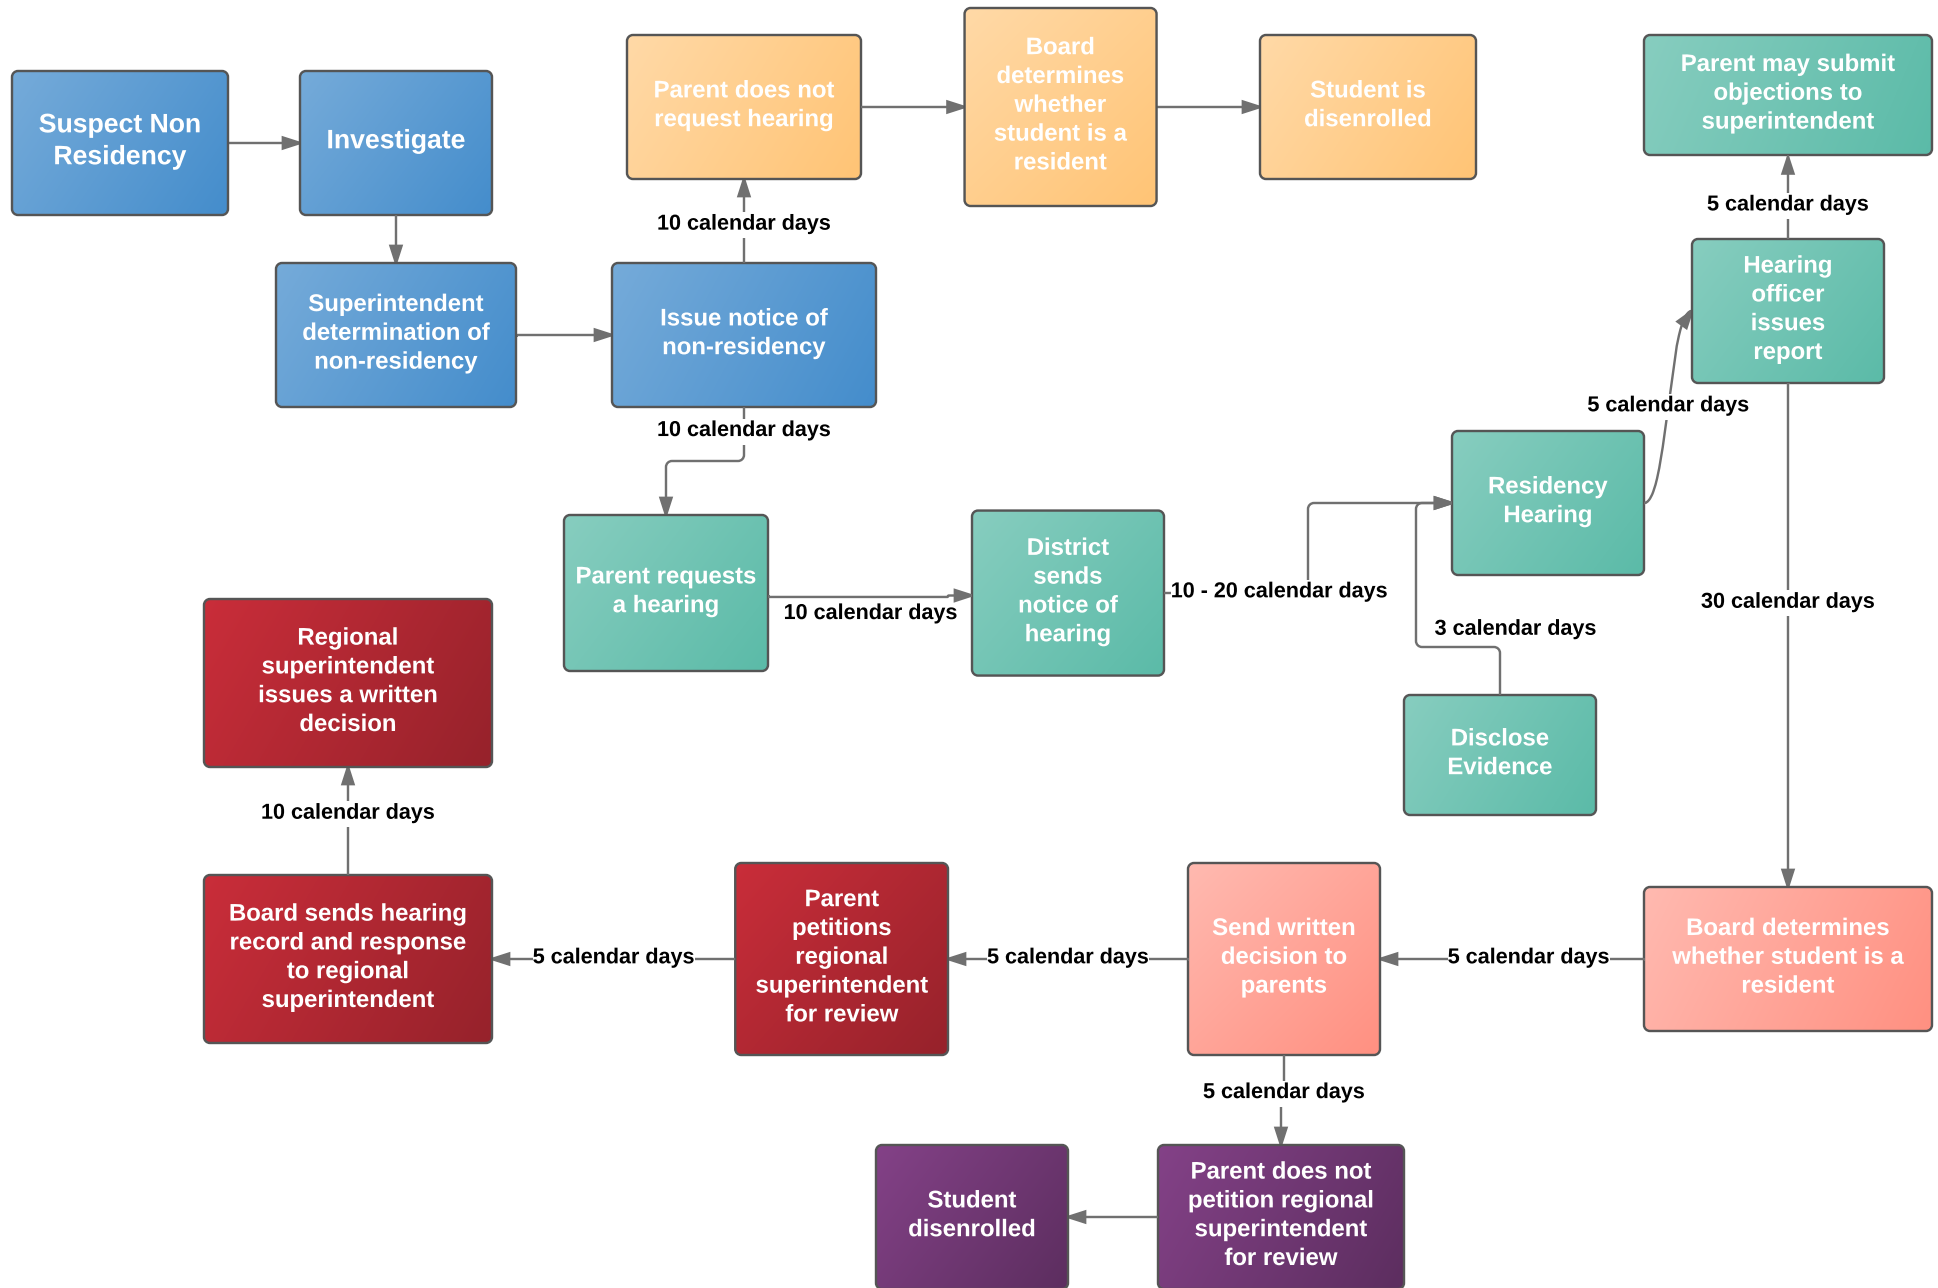 Suspect Non
Residency
Investigate
Parent does not
request hearing
Board
determines
whether
student is a
resident
Student is
disenrolled
Parent may submit
objections to
superintendent
10 calendar days
5 calendar days
Superintendent
determination of
non-residency
Issue notice of
non-residency
Hearing
officer
issues
report
10 calendar days
5 calendar days
Parent requests
a hearing
10 calendar days
District
sends
notice of
hearing
10 - 20 calendar days
Residency
Hearing
3 calendar days
Disclose
Evidence
30 calendar days
Regional
superintendent
issues a written
decision
10 calendar days
Board sends hearing
record and response
to regional
superintendent
5 calendar days
Parent
petitions
regional
superintendent
for review
5 calendar days
Send written
decision to
parents
5 calendar days
Board determines
whether student is a
resident
5 calendar days
Student
disenrolled
Parent does not
petition regional
superintendent
for review